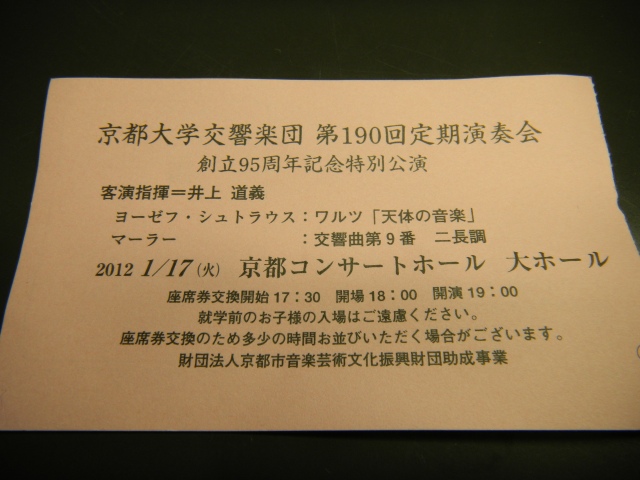 京都大学交響楽団 第190回定期演奏会
創立95周年記念特別公演
客演指揮＝井上 道義
ヨーゼフ・シュトラウス：ワルツ「天体の音楽」
マーラー ：交響曲第9番 二長調
2012 1/17（火） 京都コンサートホール 大ホール
座席券交換開始17：30 開場18：00 開演19：00
就学前のお子様の入場はご遠慮ください。
座席券交換のため多少の時間お並びいただく場合がございます。
財団法人京都市音楽芸術文化振興財団助成事業